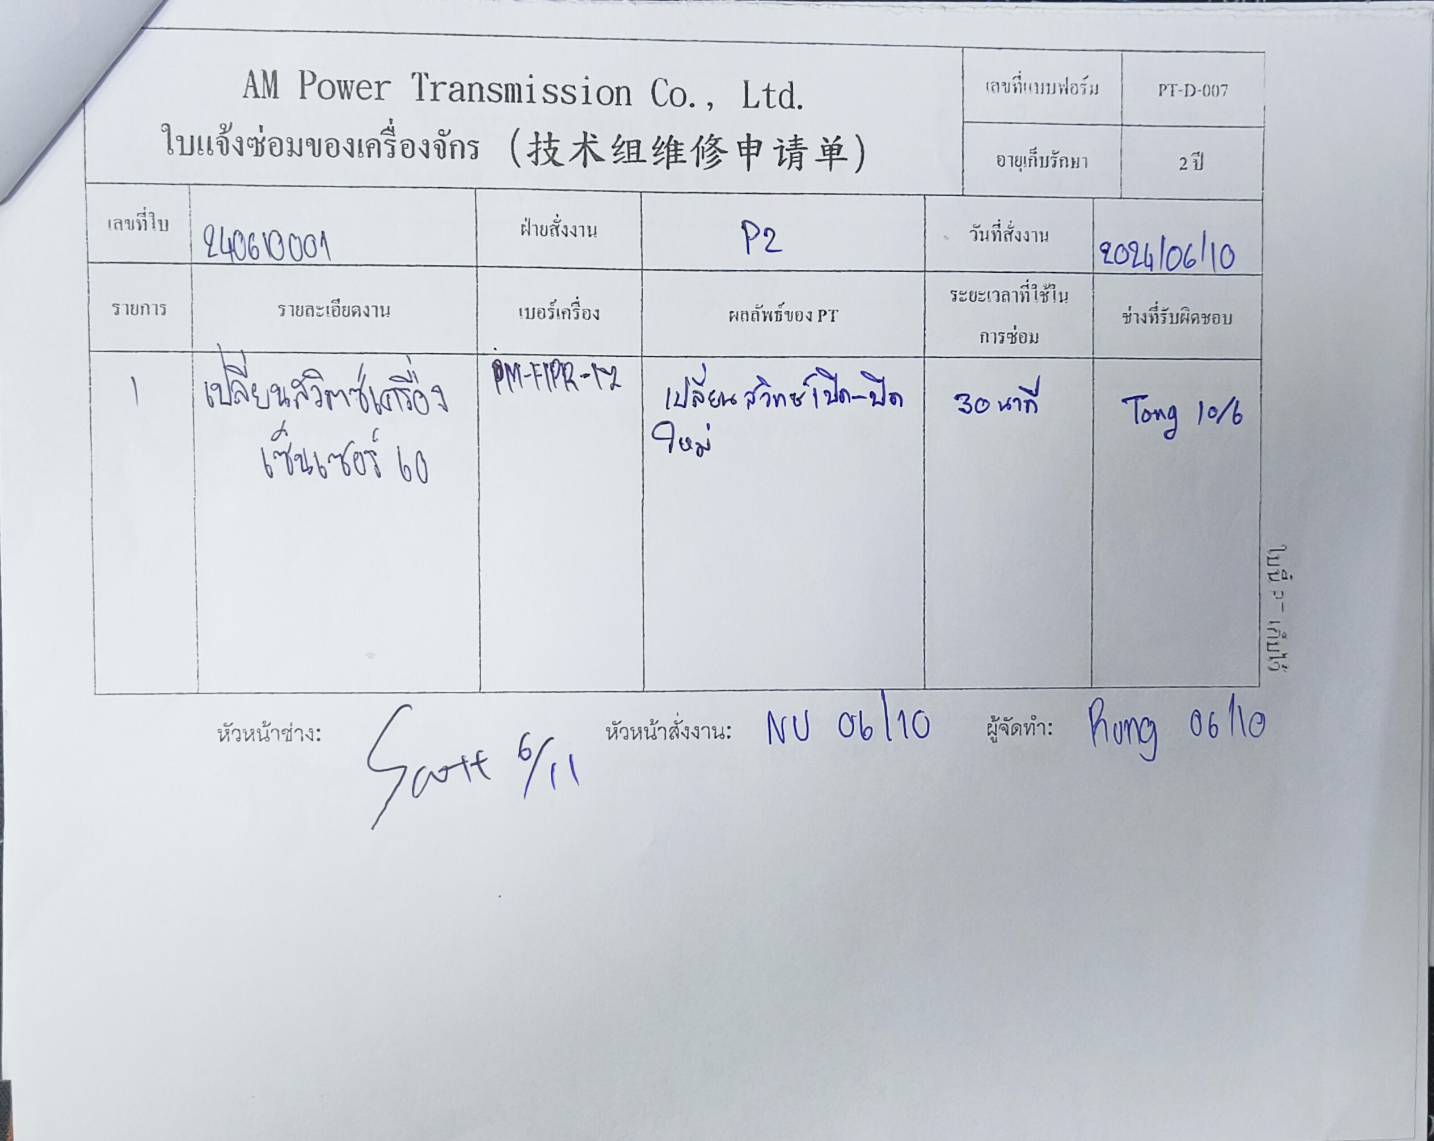 AM Power Transmission Co., Ltd.
ใบแจ้งซ่อมของเครื่องจักร (技术组维修申请单)
เลขที่แบบฟอร์ม PT-D-007
อายุเก็บรักษา 2 ปี
เลขที่ใบ 240610001 ฝ่ายสั่งงาน P2 วันที่สั่งงาน 2024/06/10
รายการ รายละเอียดงาน เบอร์เครื่อง ผลลัพธ์ของ PT ระยะเวลาที่ใช้ใน
การซ่อม ช่างที่รับผิดชอบ
1 เปลี่ยนสวิตซ์เครื่อง เปลี่ยนสวิทซ์เปิด-ปิด 30 นาที Tong 10/6
เซ็นเซอร์ 60 ใหม่
ใบนี้ PT เก็บไว้
หัวหน้าช่าง: Scott 6/11 หัวหน้าสั่งงาน: NU 06/10 ผู้จัดทำ: Rung 06/10